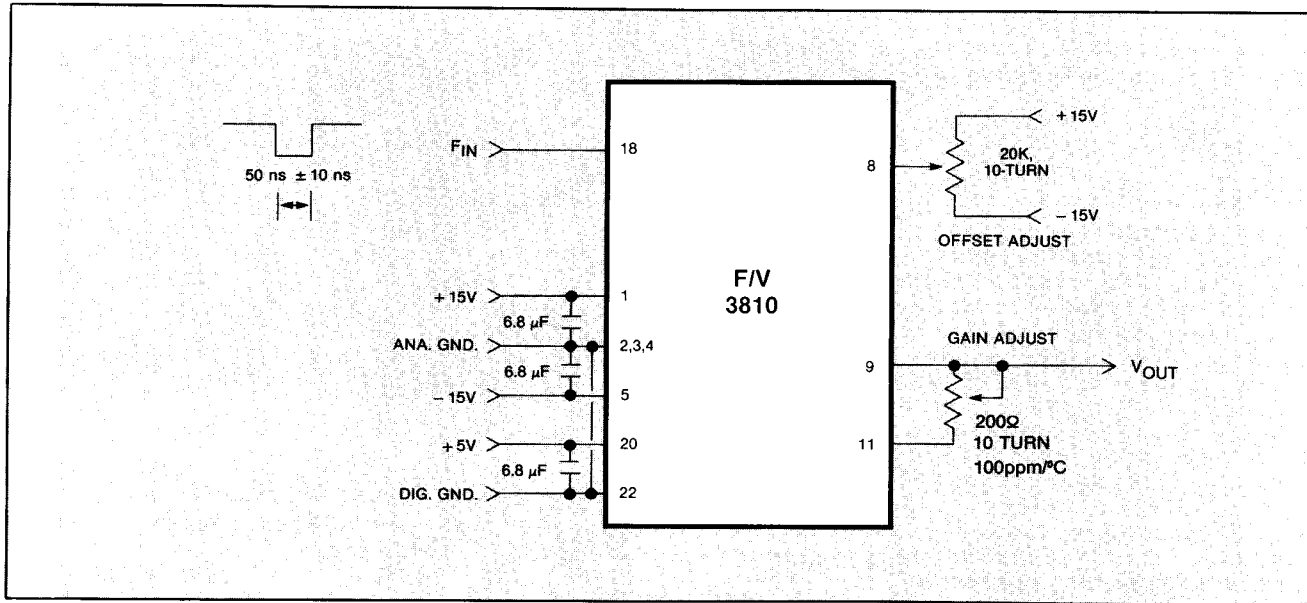 50 ns ± 10 ns
FIN
18
+ 15V
1
6.8 µF
ANA. GND.
2,3,4
6.8 µF
– 15V
5
+ 5V
20
6.8 µF
DIG. GND.
22
F/V
3810
8
+ 15V
20K,
10-TURN
– 15V
OFFSET ADJUST
GAIN ADJUST
9
VOUT
200Ω
10 TURN
100ppm/°C
11